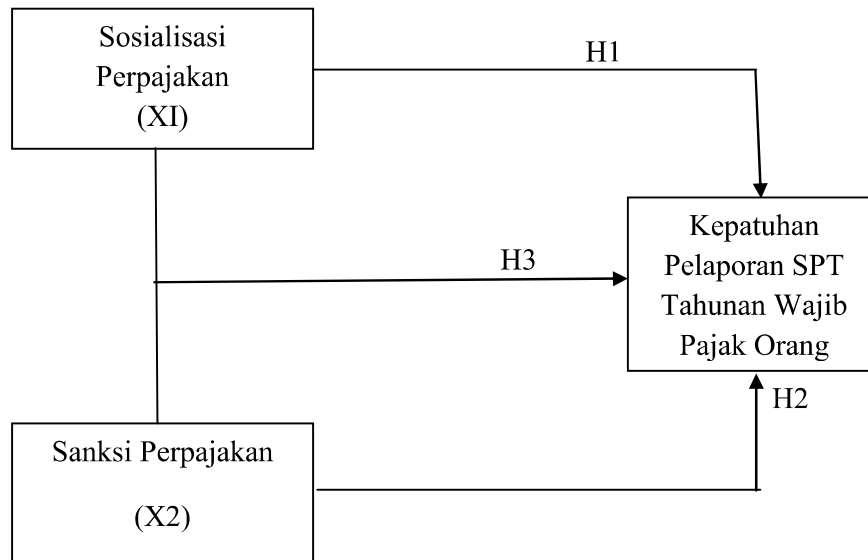 Sosialisasi
Perpajakan
(XI)
H1
Kepatuhan
Pelaporan SPT
Tahunan Wajib
Pajak Orang
H3
H2
Sanksi Perpajakan
(X2)